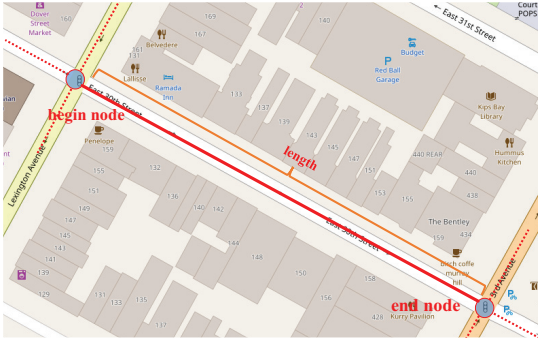 Dover
Street
Market
160
169
167
Belvedere
161
131
Lallisse
Ramada
Inn
133
137
139
143
145
147
151
153
155
140
East 31st Street
Budget
Red Ball
Garage
Court
POPS
Kips Bay
Library
Hummus
Kitchen
440 REAR
440
438
434
The Bentley
159
birch coffe
murray
hill
East 30th Street
begin node
length
Lexington Avenue
Penelope
159
155
151
149
147
145
143
141
139
129
131
133
135
137
132
136
140
142
144
148
150
156
158
428
Kurry Pavilion
East 30th Street
end node
3rd Avenue